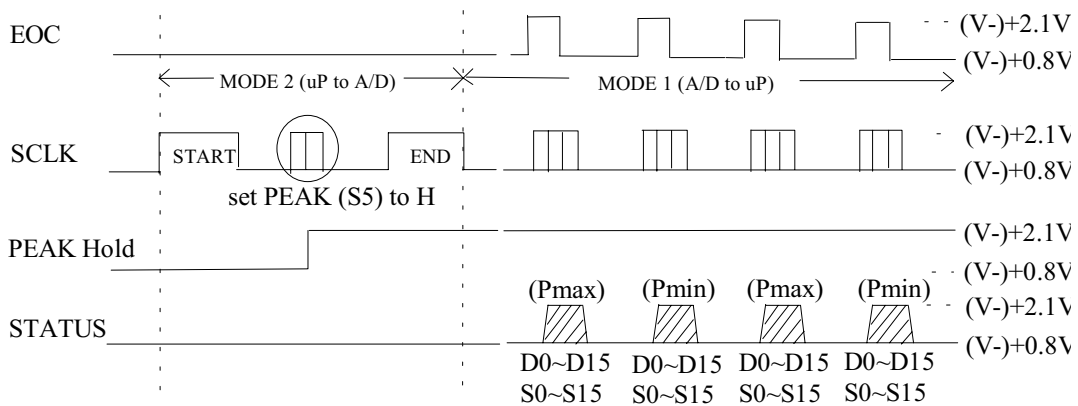 EOC
(V-)+2.1V
(V-)+0.8V
MODE 2 (uP to A/D)
MODE 1 (A/D to uP)
SCLK
START
END
(V-)+2.1V
(V-)+0.8V
set PEAK (S5) to H
PEAK Hold
(V-)+2.1V
(V-)+0.8V
(Pmax) (Pmin) (Pmax) (Pmin)
STATUS
(V-)+2.1V
(V-)+0.8V
D0~D15 D0~D15 D0~D15 D0~D15
S0~S15 S0~S15 S0~S15 S0~S15